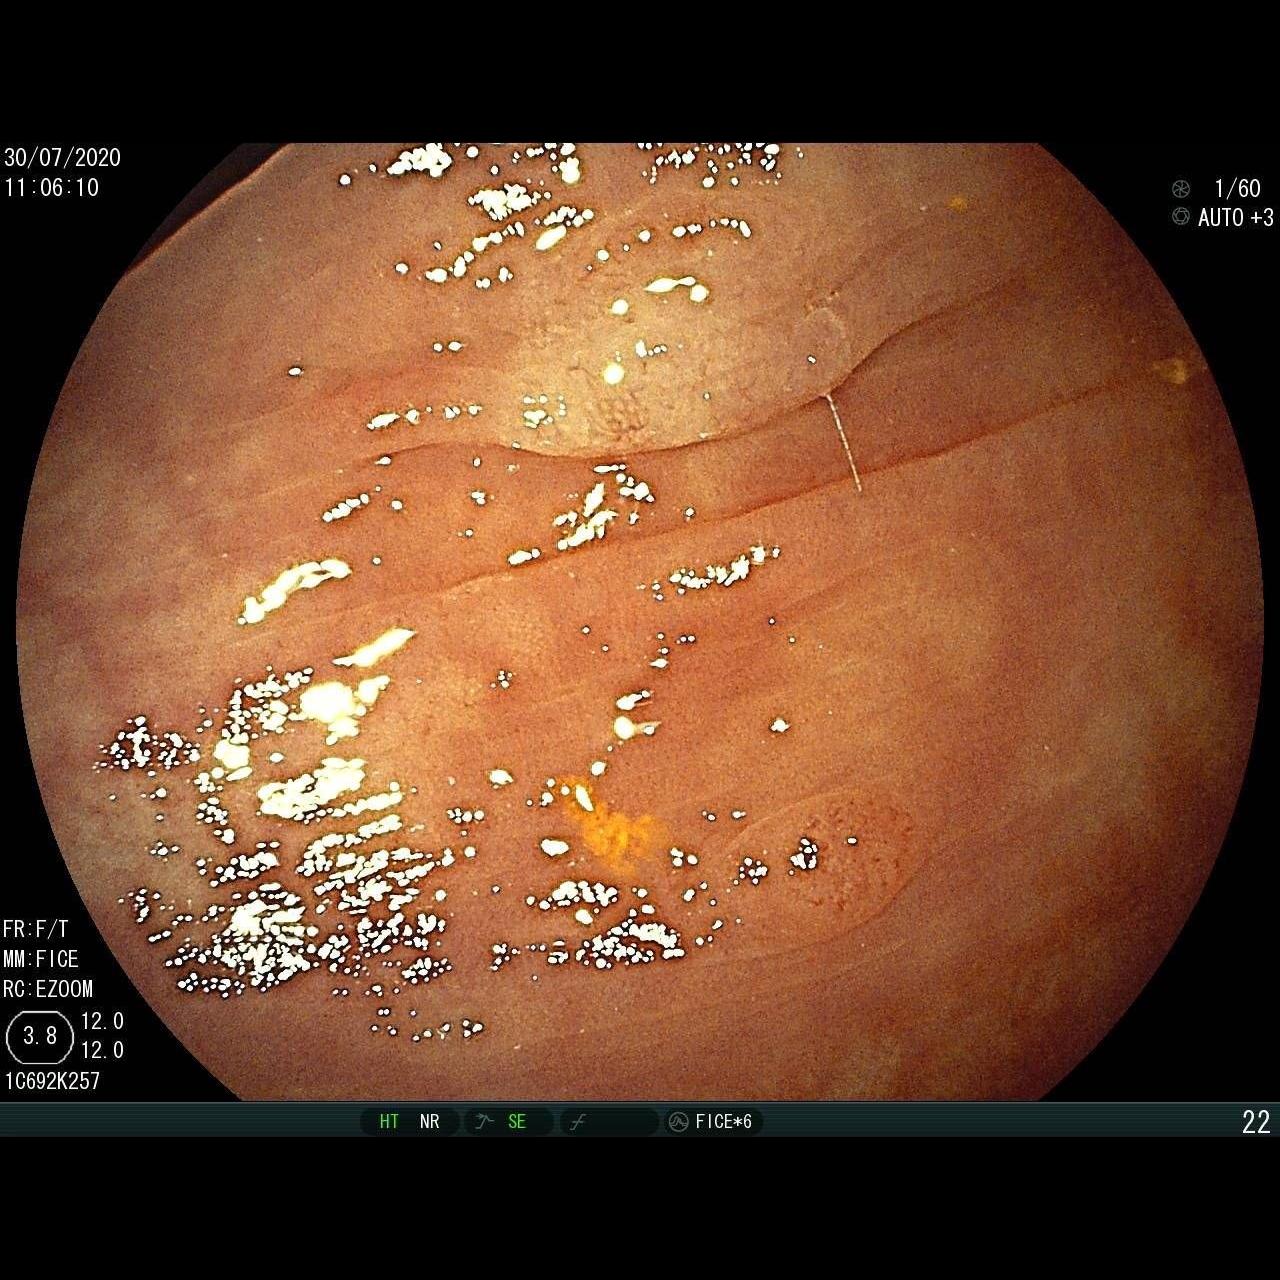 30/07/2020
11:06:10
1/60
AUTO +3
FR:F/T
MM:FICE
RC:EZOOM
3.8
12.0
12.0
1C692K257
HT NR SE FICE*6
22